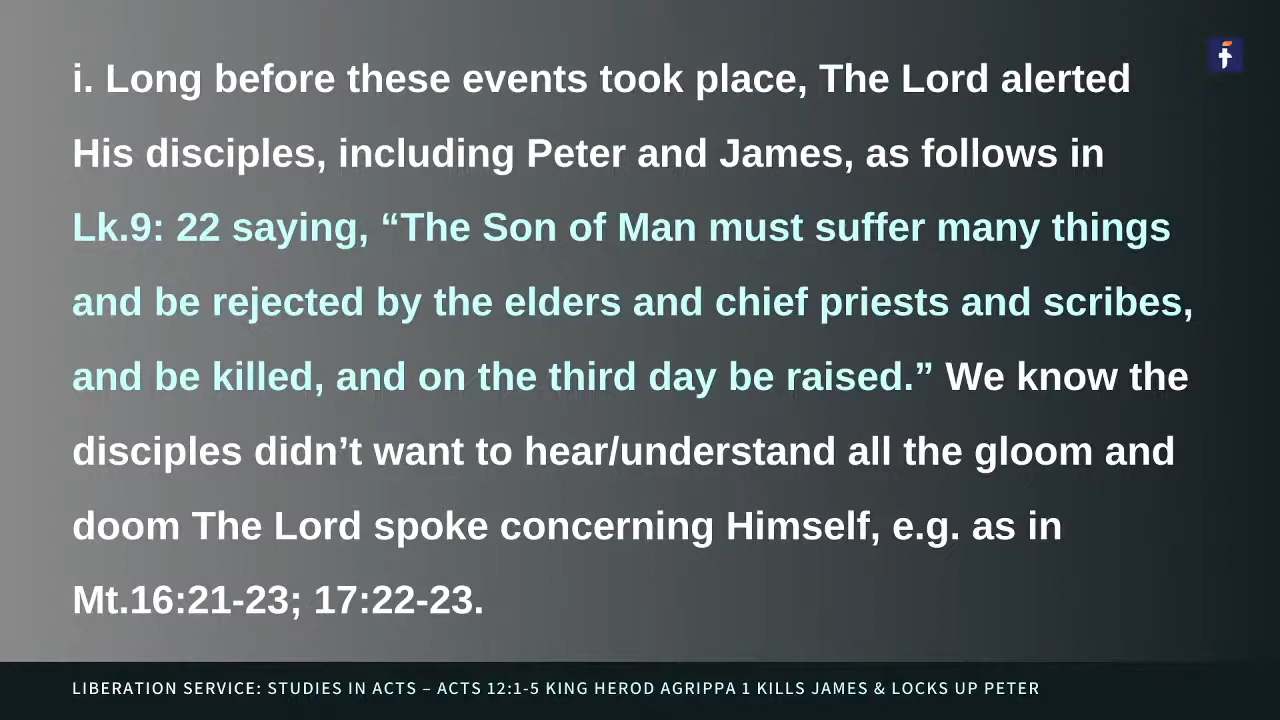 i. Long before these events took place, The Lord alerted
His disciples, including Peter and James, as follows in
Lk.9: 22 saying, “The Son of Man must suffer many things
and be rejected by the elders and chief priests and scribes,
and be killed, and on the third day be raised.” We know the
disciples didn’t want to hear/understand all the gloom and
doom The Lord spoke concerning Himself, e.g. as in
Mt.16:21-23; 17:22-23.
LIBERATION SERVICE: STUDIES IN ACTS – ACTS 12:1-5 KING HEROD AGRIPPA 1 KILLS JAMES & LOCKS UP PETER